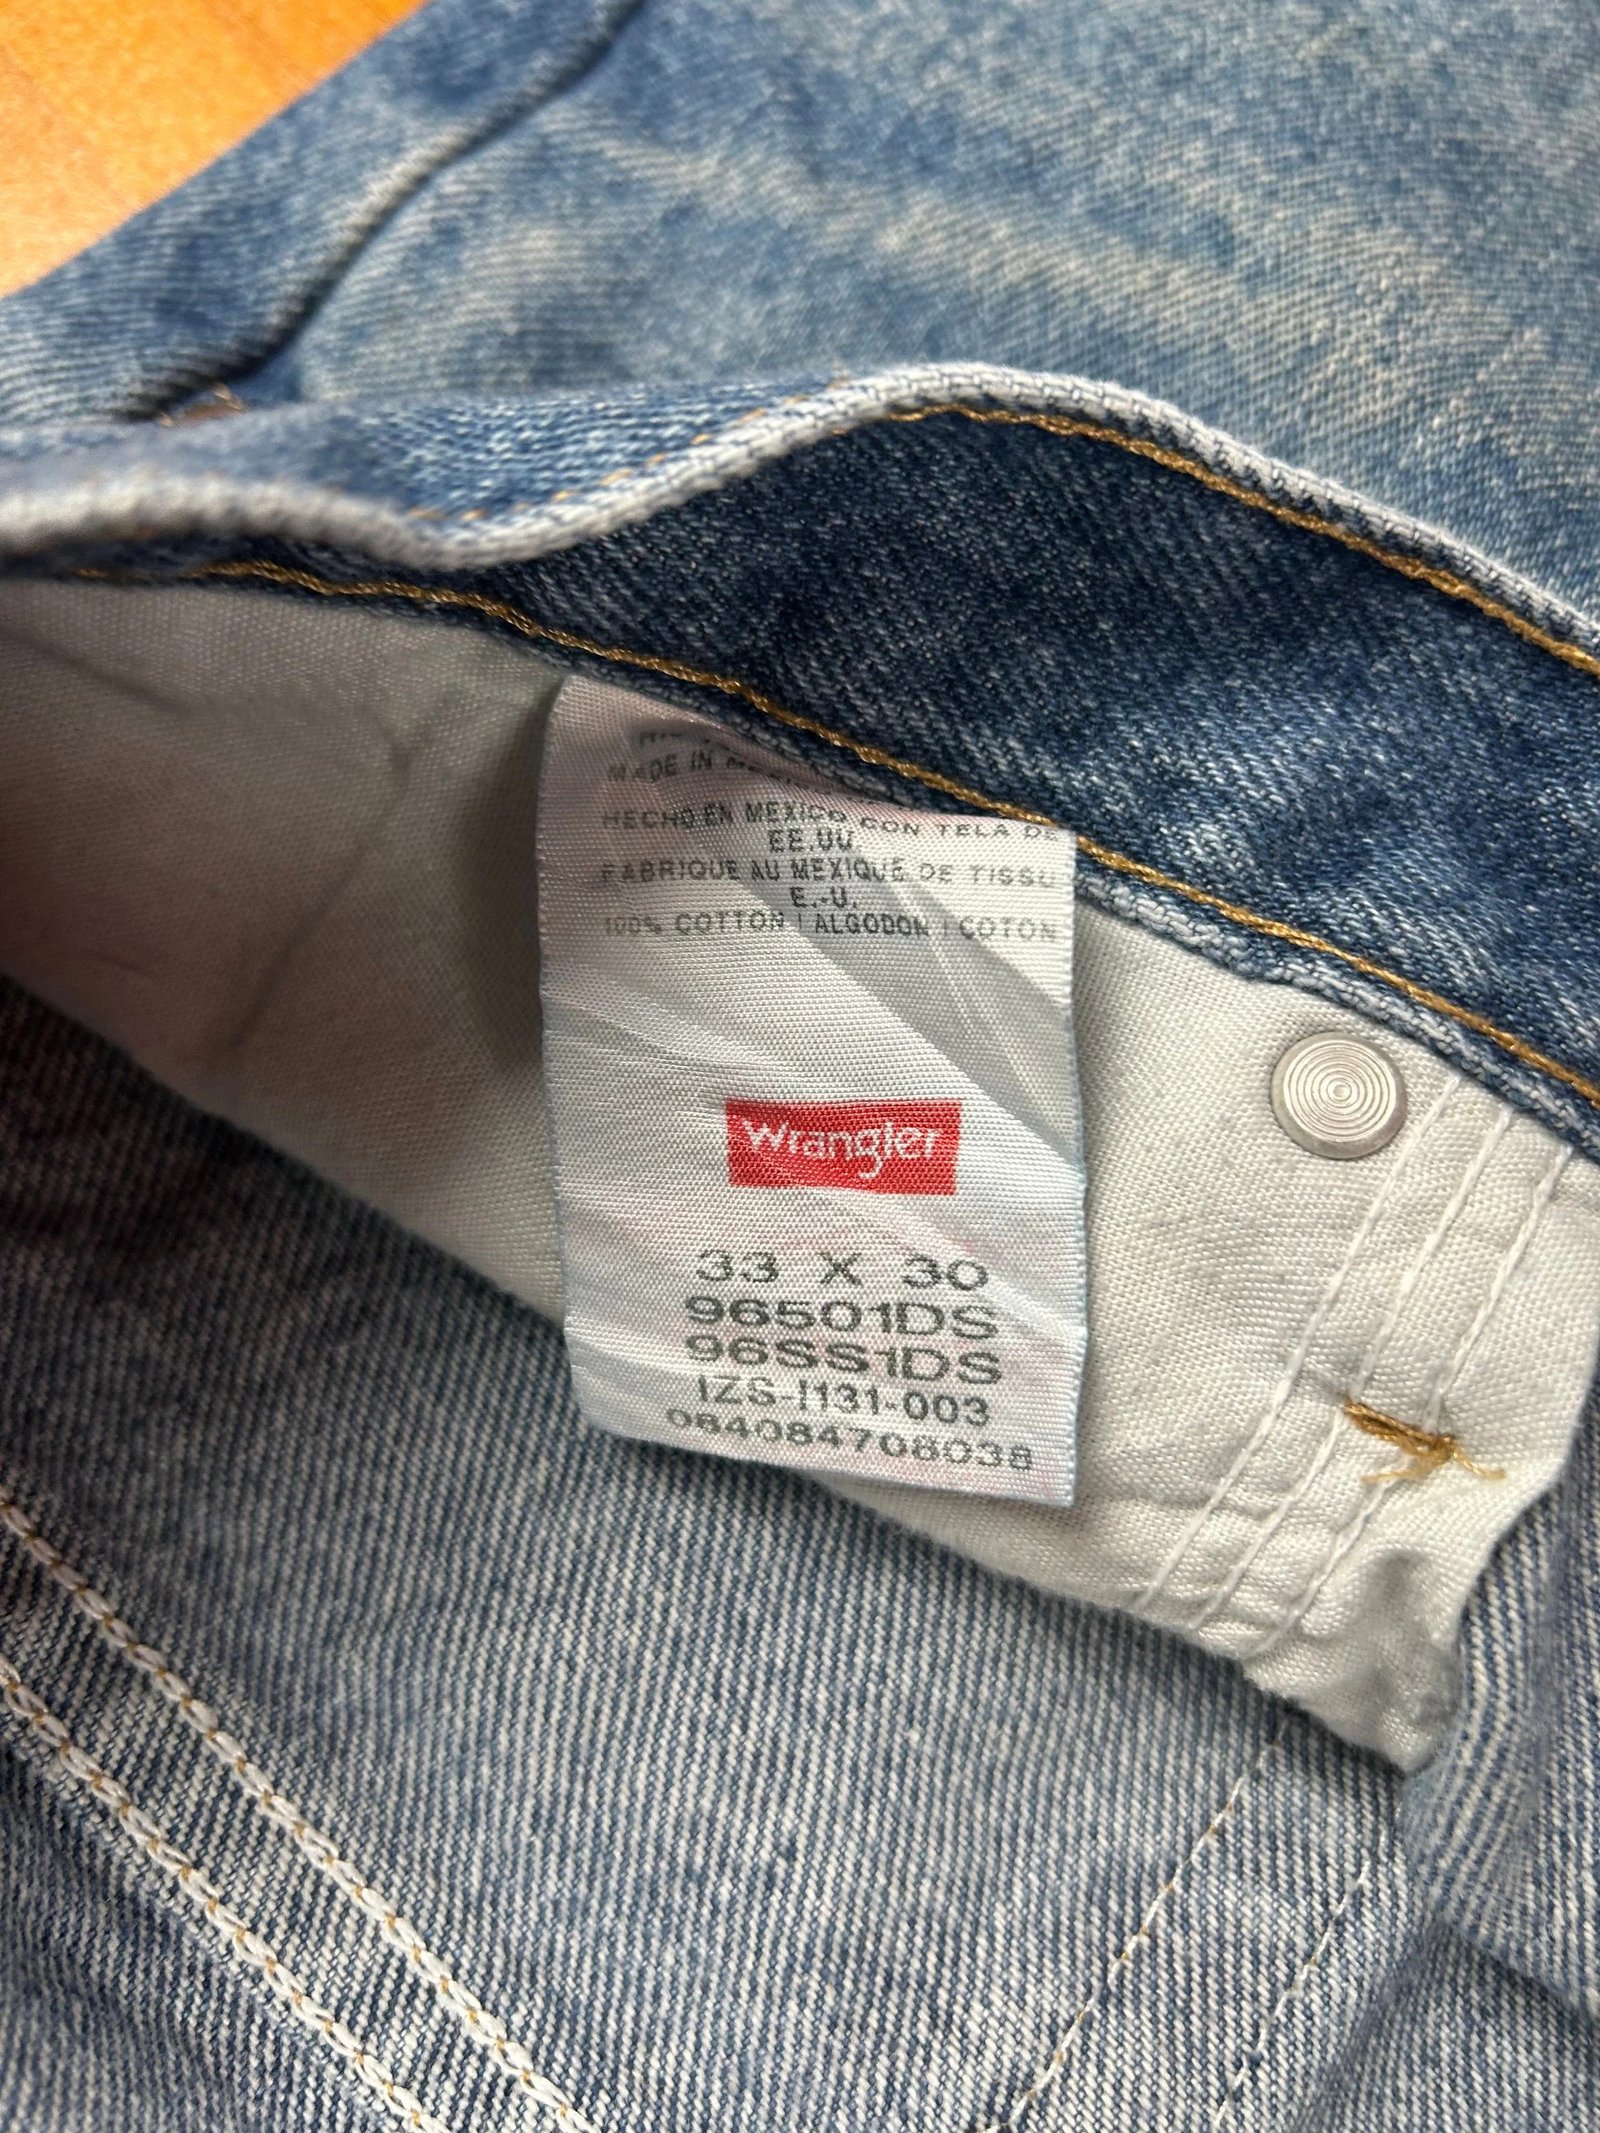 MADE IN
HECHO EN MEXICO CON TELA DE
EE.UU.
FABRIQUE AU MEXIQUE DE TISSU
E.-U.
100% COTTON | ALGODON | COTON
Wrangler
33 X 30
96501DS
96SS1DS
IZS-I131-003
084084708038